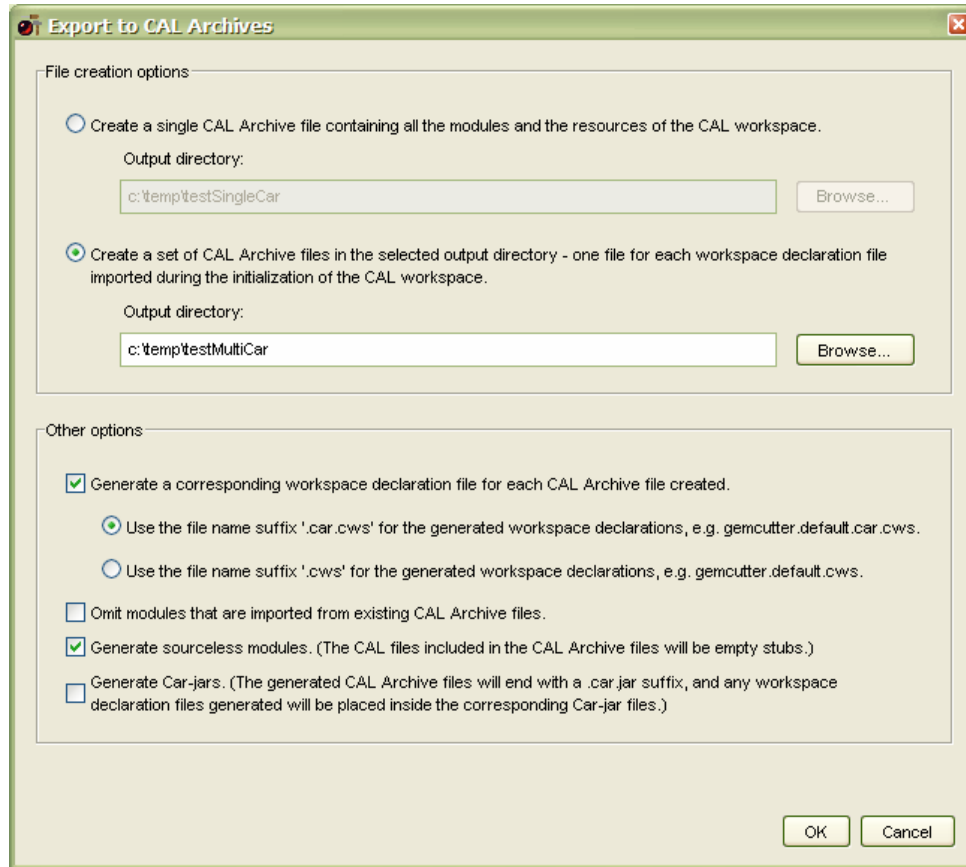 Export to CAL Archives
File creation options
Create a single CAL Archive file containing all the modules and the resources of the CAL workspace.
Output directory:
c:\temp\testSingleCar
Browse...
Create a set of CAL Archive files in the selected output directory - one file for each workspace declaration file
imported during the initialization of the CAL workspace.
Output directory:
c:\temp\testMultiCar
Browse...
Other options
Generate a corresponding workspace declaration file for each CAL Archive file created.
Use the file name suffix '.car.cws' for the generated workspace declarations, e.g. gemcutter.default.car.cws.
Use the file name suffix '.cws' for the generated workspace declarations, e.g. gemcutter.default.cws.
Omit modules that are imported from existing CAL Archive files.
Generate sourceless modules. (The CAL files included in the CAL Archive files will be empty stubs.)
Generate Car-jars. (The generated CAL Archive files will end with a .car.jar suffix, and any workspace
declaration files generated will be placed inside the corresponding Car-jar files.)
OK
Cancel